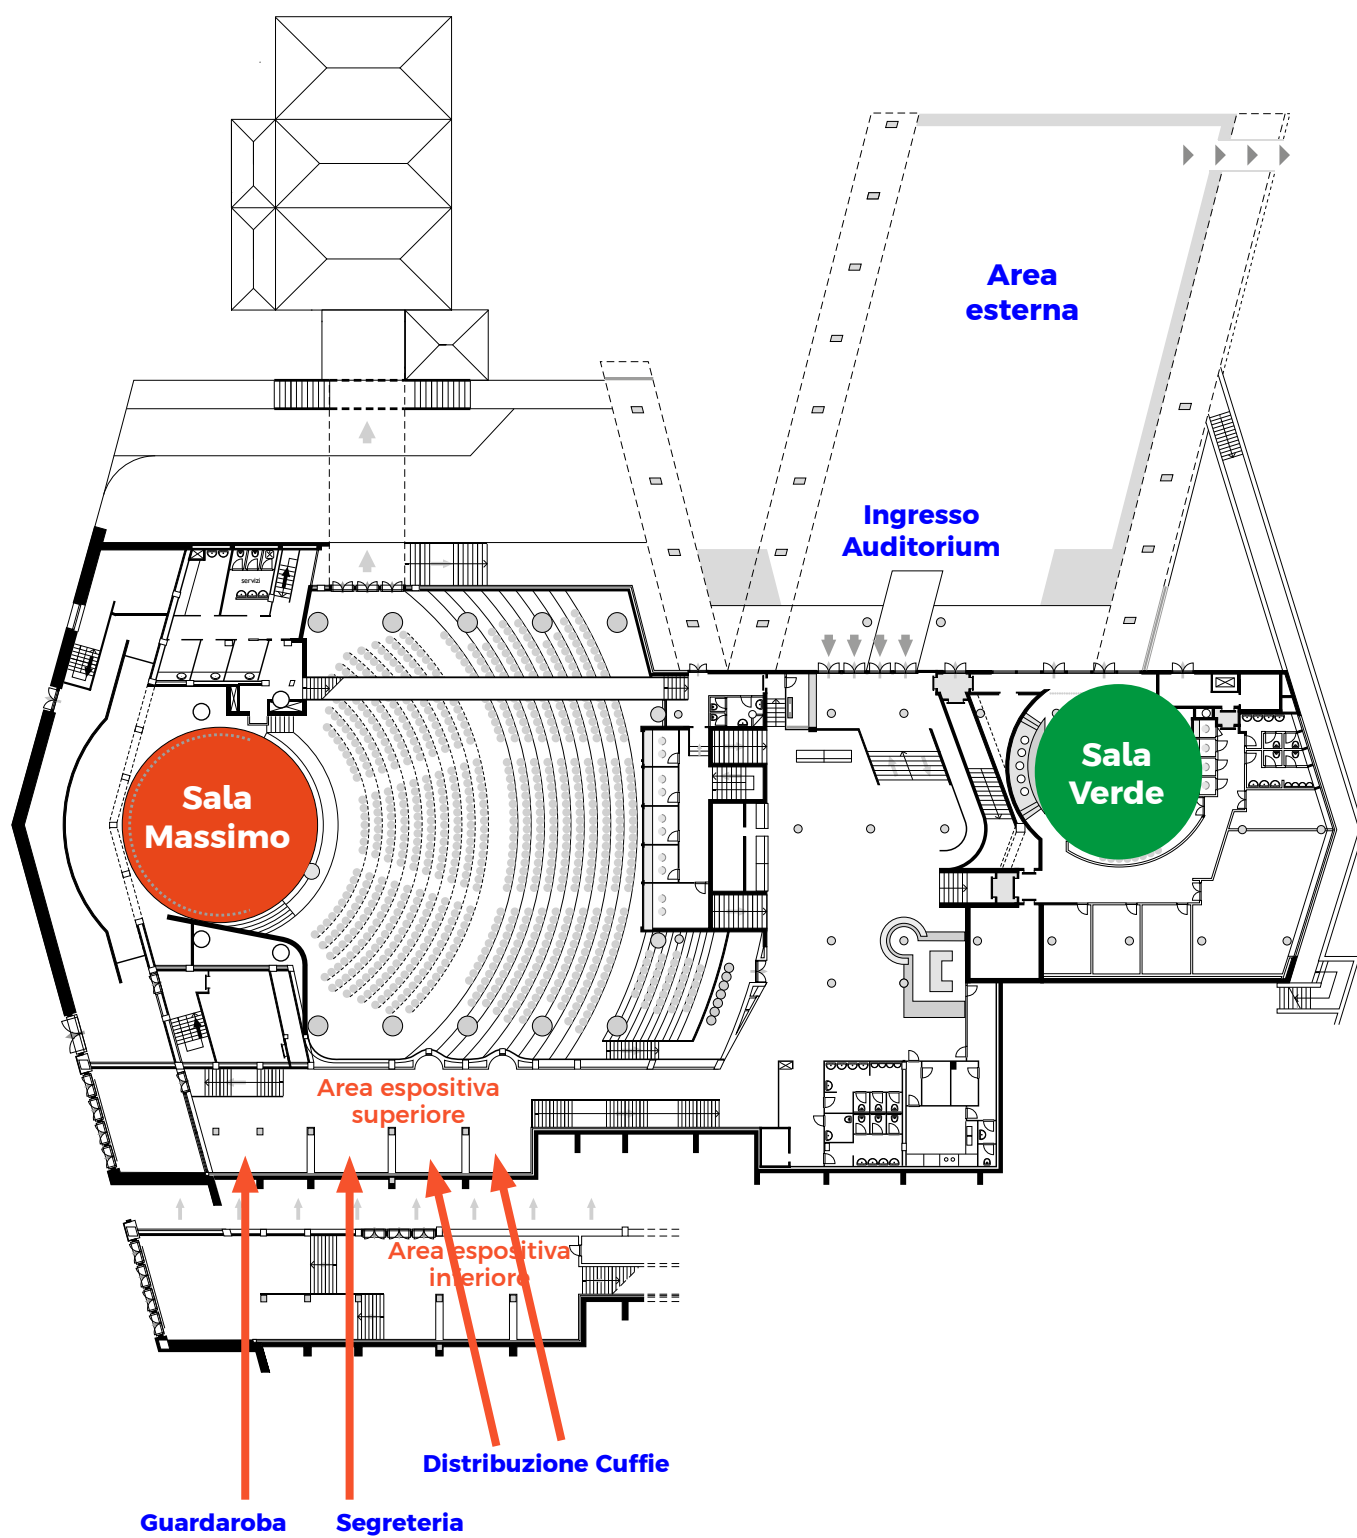 Area
esterna
Ingresso
Auditorium
servizi
Sala
Massimo
Sala
Verde
Area espositiva
superiore
Area espositiva
inferiore
Distribuzione Cuffie
Guardaroba
Segreteria